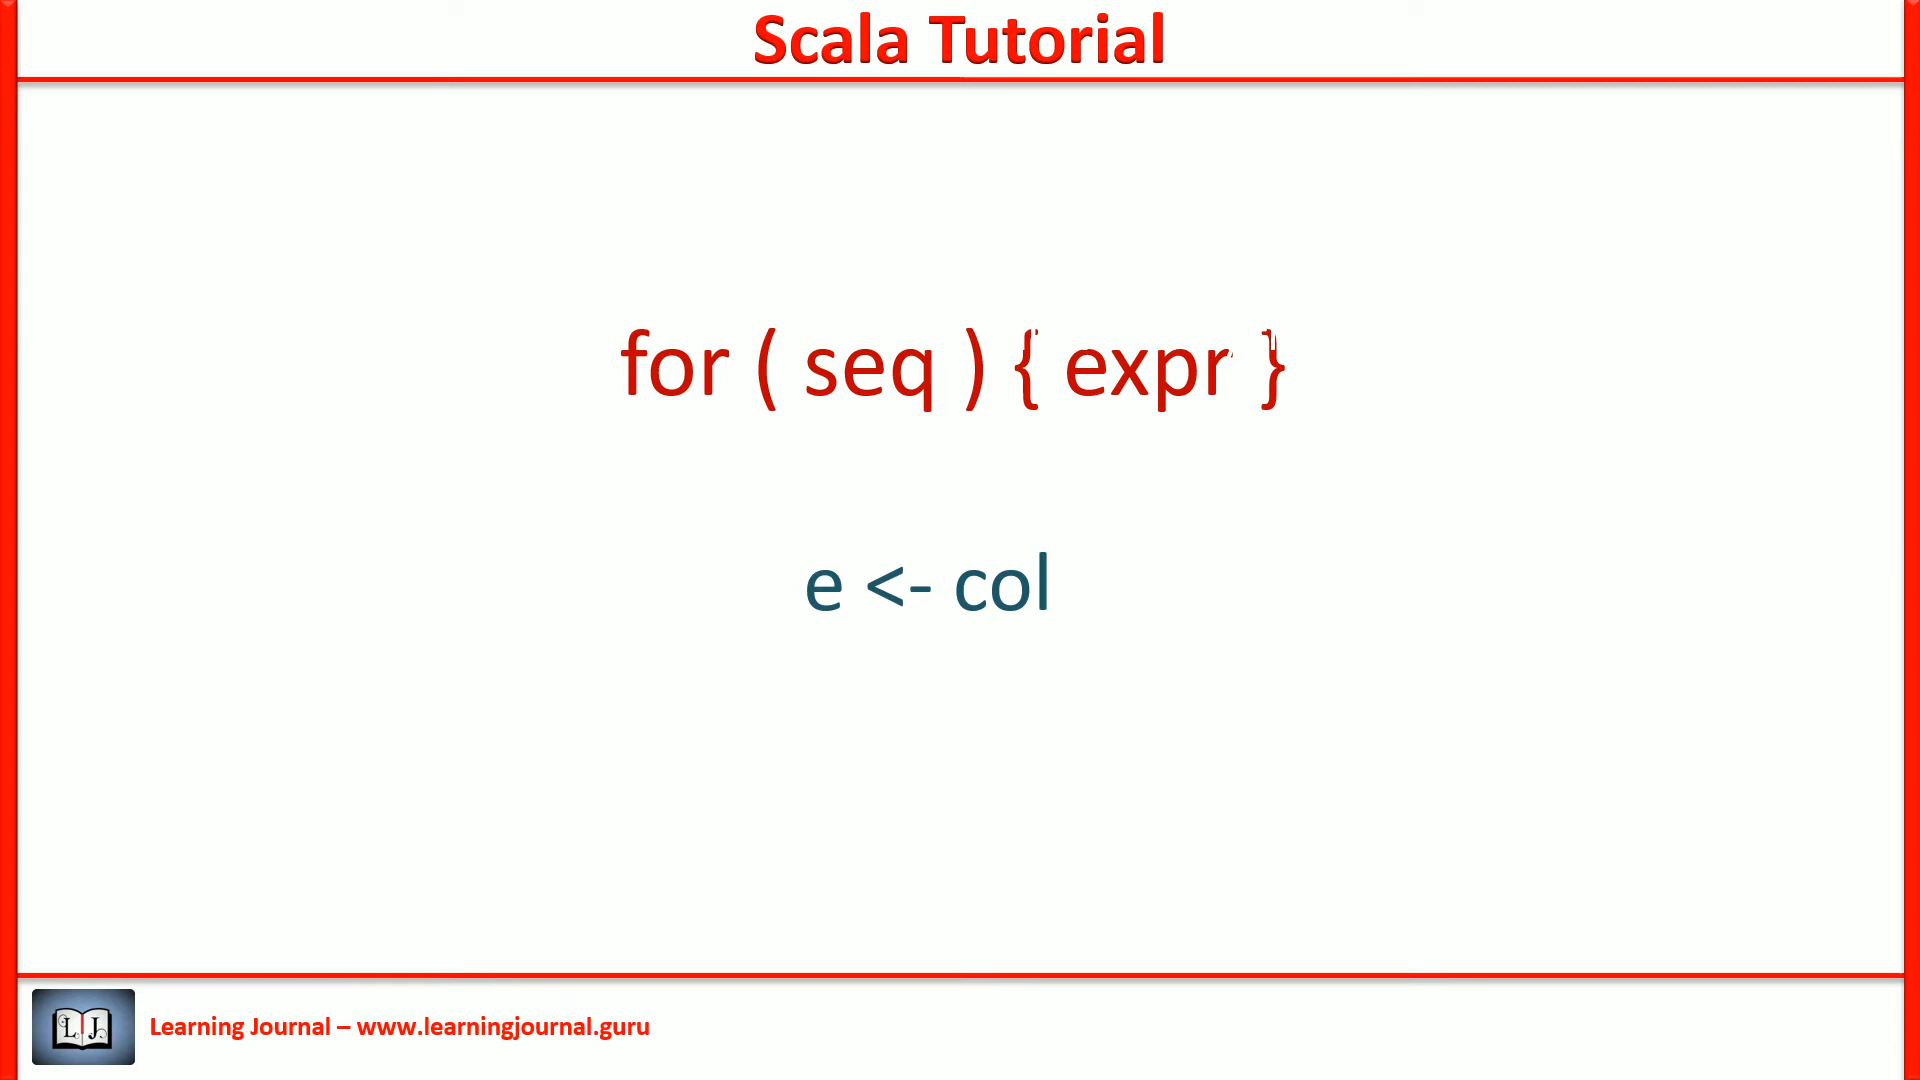 Scala Tutorial
for ( seq ) { expr }
e <- col
L J
Learning Journal – www.learningjournal.guru